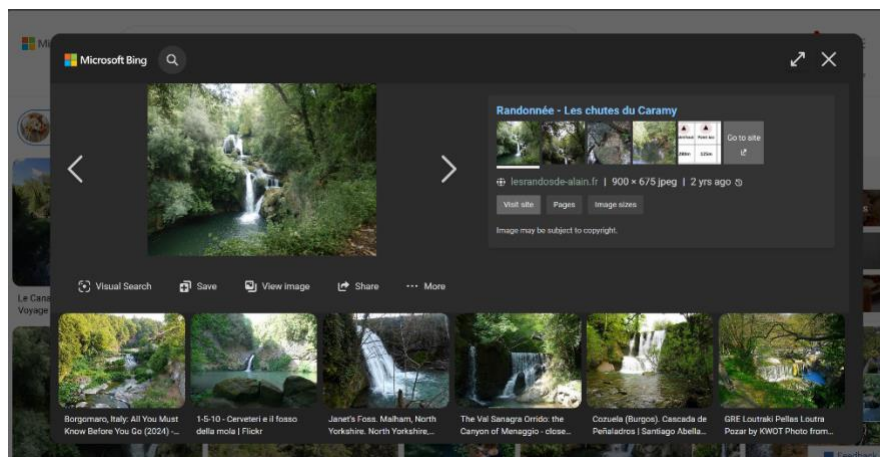 Microsoft Bing
Randonnée - Les chutes du Caramy
Go to site
lesrandosde-alain.fr | 900 × 675 jpeg | 2 yrs ago
Visit site
Pages
Image sizes
Image may be subject to copyright.
Visual Search
Save
View image
Share
More
Le Cana
Voyage
Borgomaro, Italy: All You Must
Know Before You Go (2024) -...
1-5-10 - Cerveteri e il fosso
della mola | Flickr
Janet's Foss. Malham, North
Yorkshire. North Yorkshire,...
The Val Sanagra Orrido: the
Canyon of Menaggio - close...
Cozuela (Burgos). Cascada de
Peñaladros | Santiago Abella...
GRE Loutraki Pellas Loutra
Pozar by KWOT Photo from...
Feedback